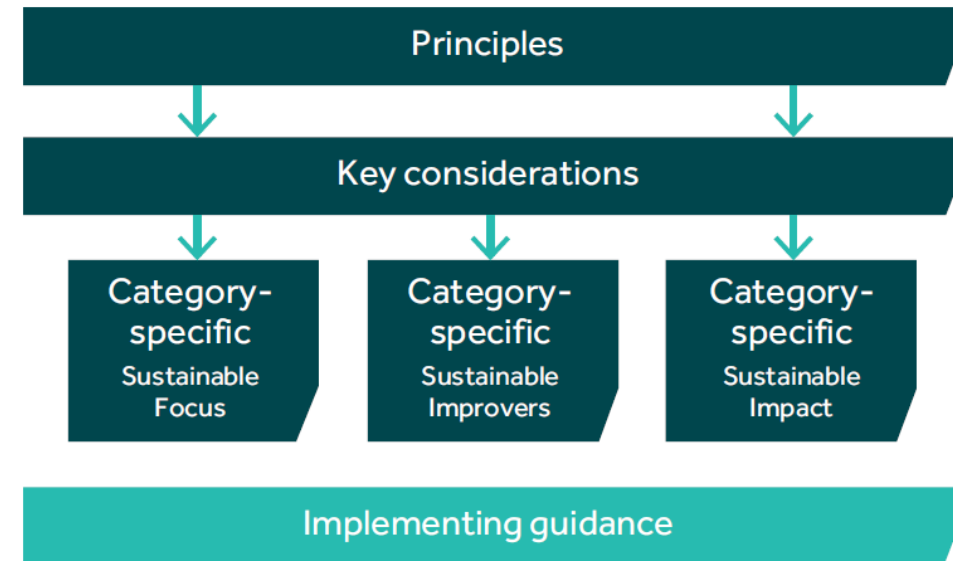 Principles
Key considerations
Category-
specific
Sustainable
Focus
Category-
specific
Sustainable
Improvers
Category-
specific
Sustainable
Impact
Implementing guidance